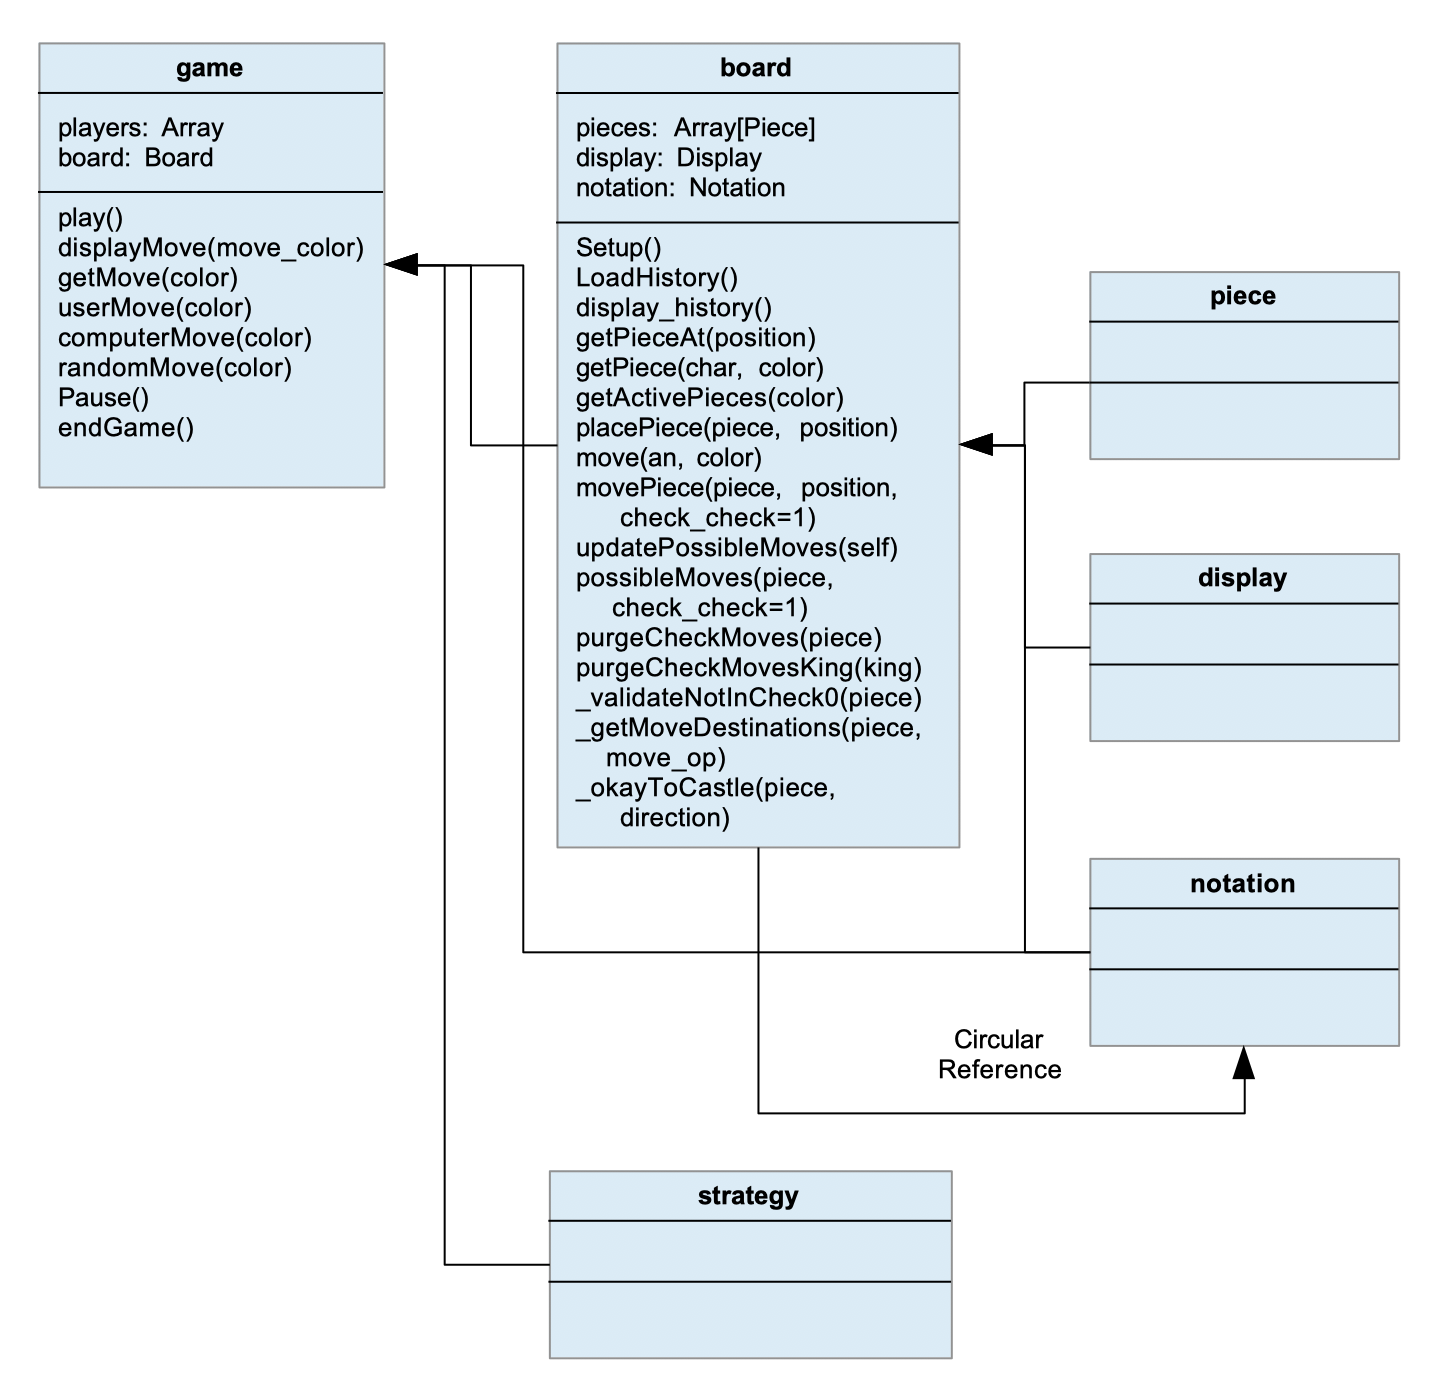 game
players: Array
board: Board
play()
displayMove(move_color)
getMove(color)
userMove(color)
computerMove(color)
randomMove(color)
Pause()
endGame()
board
pieces: Array[Piece]
display: Display
notation: Notation
Setup()
LoadHistory()
display_history()
getPieceAt(position)
getPiece(char, color)
getActivePieces(color)
placePiece(piece, position)
move(an, color)
movePiece(piece, position,
check_check=1)
updatePossibleMoves(self)
possibleMoves(piece,
check_check=1)
purgeCheckMoves(piece)
purgeCheckMovesKing(king)
_validateNotInCheck0(piece)
_getMoveDestinations(piece,
move_op)
_okayToCastle(piece,
direction)
piece
display
notation
Circular
Reference
strategy